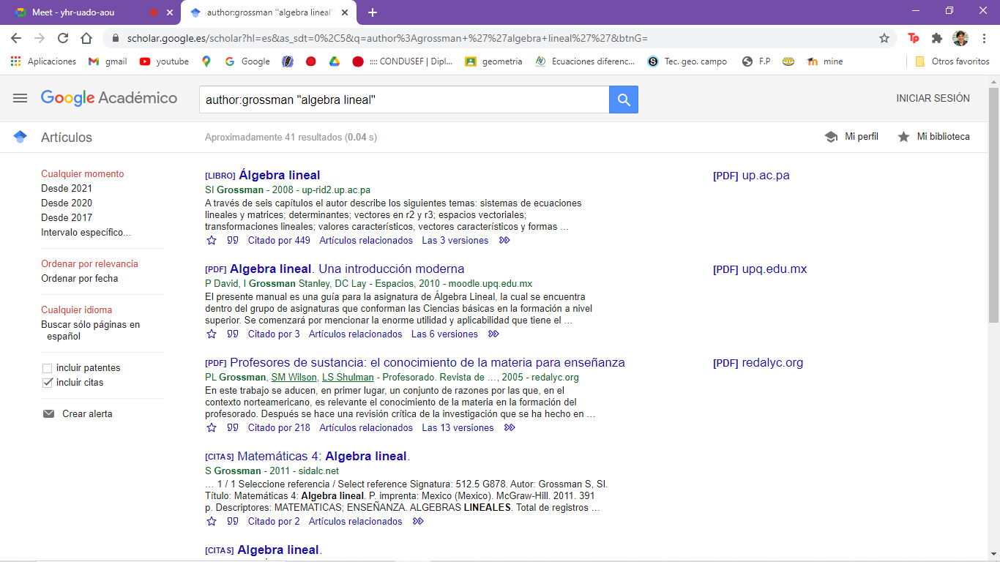 Meet - yhr-uado-aou
author:grossman "algebra lineal"
scholar.google.es/scholar?hl=es&as_sdt=0%2C5&q=author%3Agrossman+%27%27algebra+lineal%27%27&btnG=
Tp
Aplicaciones gmail youtube Google :::: CONDUSEF | Dipl... geometria Ecuaciones diferenc... Tec. geo. campo F.P mine Otros favoritos
Google Académico
author:grossman "algebra lineal"
INICIAR SESIÓN
Artículos
Aproximadamente 41 resultados (0.04 s)
Mi perfil
Mi biblioteca
Cualquier momento
Desde 2021
Desde 2020
Desde 2017
Intervalo específico...
Ordenar por relevancia
Ordenar por fecha
Cualquier idioma
Buscar sólo páginas en
español
incluir patentes
incluir citas
Crear alerta
[LIBRO] Álgebra lineal
SI Grossman - 2008 - up-rid2.up.ac.pa
A través de seis capítulos el autor describe los siguientes temas: sistemas de ecuaciones
lineales y matrices; determinantes; vectores en r2 y r3; espacios vectoriales;
transformaciones lineales; valores característicos, vectores característicos y formas …
Citado por 449 Artículos relacionados Las 3 versiones
[PDF] up.ac.pa
[PDF] Algebra lineal. Una introducción moderna
P David, I Grossman Stanley, DC Lay - Espacios, 2010 - moodle.upq.edu.mx
El presente manual es una guía para la asignatura de Álgebra Lineal, la cual se encuentra
dentro del grupo de asignaturas que conforman las Ciencias básicas en la formación a nivel
superior. Se comenzará por mencionar la enorme utilidad y aplicabilidad que tiene el …
Citado por 3 Artículos relacionados Las 6 versiones
[PDF] upq.edu.mx
[PDF] Profesores de sustancia: el conocimiento de la materia para enseñanza
PL Grossman, SM Wilson, LS Shulman - Profesorado. Revista de …, 2005 - redalyc.org
En este trabajo se aducen, en primer lugar, un conjunto de razones por las que, en el
contexto norteamericano, es relevante el conocimiento de la materia en la formación del
profesorado. Después se hace una revisión crítica de la investigación que se ha hecho en …
Citado por 218 Artículos relacionados Las 13 versiones
[PDF] redalyc.org
[CITAS] Matemáticas 4: Algebra lineal.
S Grossman - 2011 - sidalc.net
… 1 / 1 Seleccione referencia / Select reference Signatura: 512.5 G878. Autor: Grossman S, SI.
Título: Matemáticas 4: Algebra lineal. P. imprenta: Mexico (Mexico). McGraw-Hill. 2011. 391
p. Descriptores: MATEMATICAS; ENSEÑANZA. ALGEBRAS LINEALES. Total de registros …
Citado por 2 Artículos relacionados
[CITAS] Álgebra lineal.